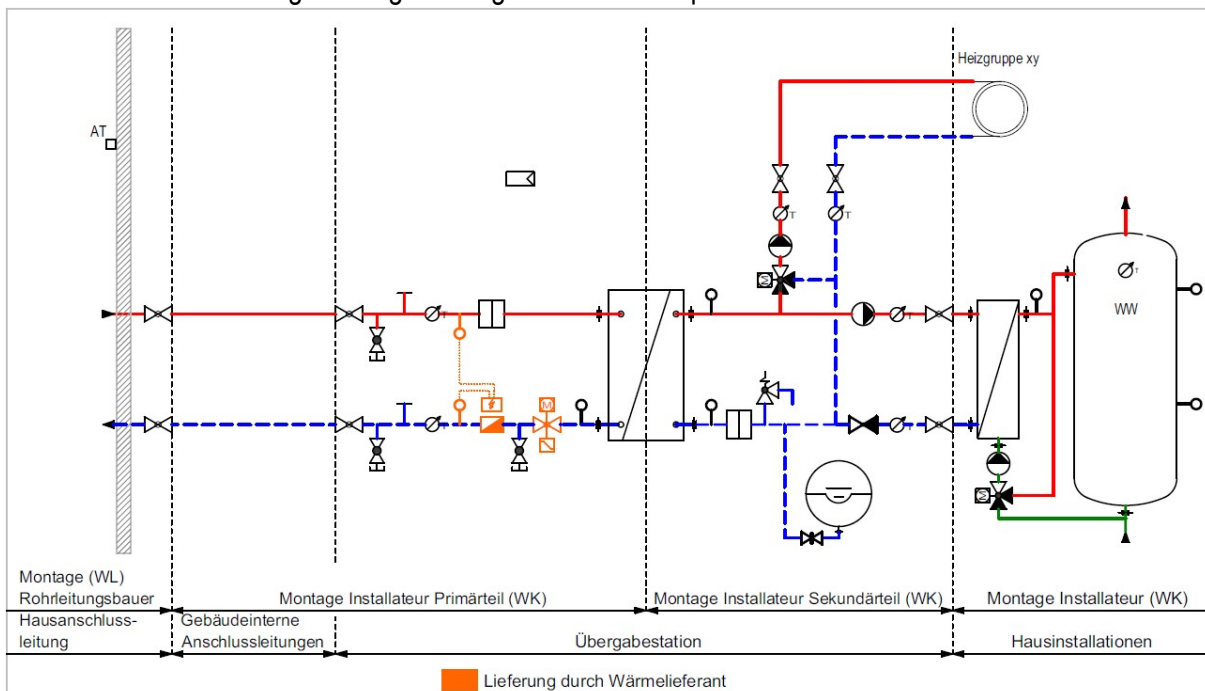 Heizgruppe xy
AT
T
T
M
WW
T
T
T
M
T
T
M
Montage (WL)
Rohrleitungsbauer
Montage Installateur Primärteil (WK)
Montage Installateur Sekundärteil (WK)
Montage Installateur (WK)
Hausanschluss-
leitung
Gebäudeinterne
Anschlussleitungen
Übergabestation
Hausinstallationen
Lieferung durch Wärmelieferant